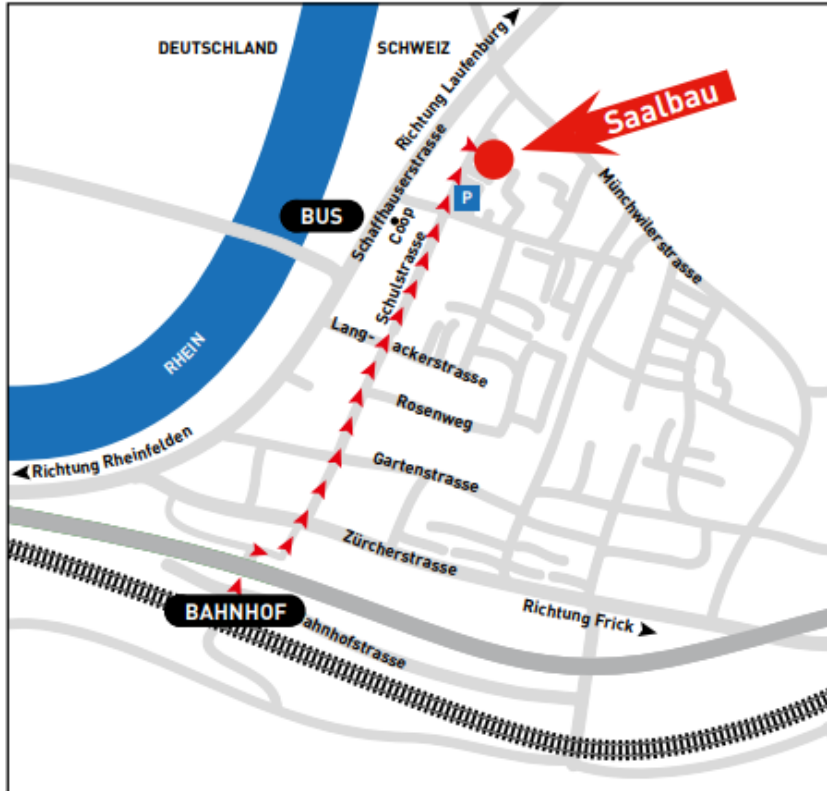 DEUTSCHLAND
SCHWEIZ
Richtung Laufenburg
Saalbau
Schaffhauserstrasse
P
Münchwilerstrasse
BUS
Coop
Schulstrasse
RHEIN
Lang- ackerstrasse
Rosenweg
Richtung Rheinfelden
Gartenstrasse
Zürcherstrasse
BAHNHOF
ahnhofstrasse
Richtung Frick